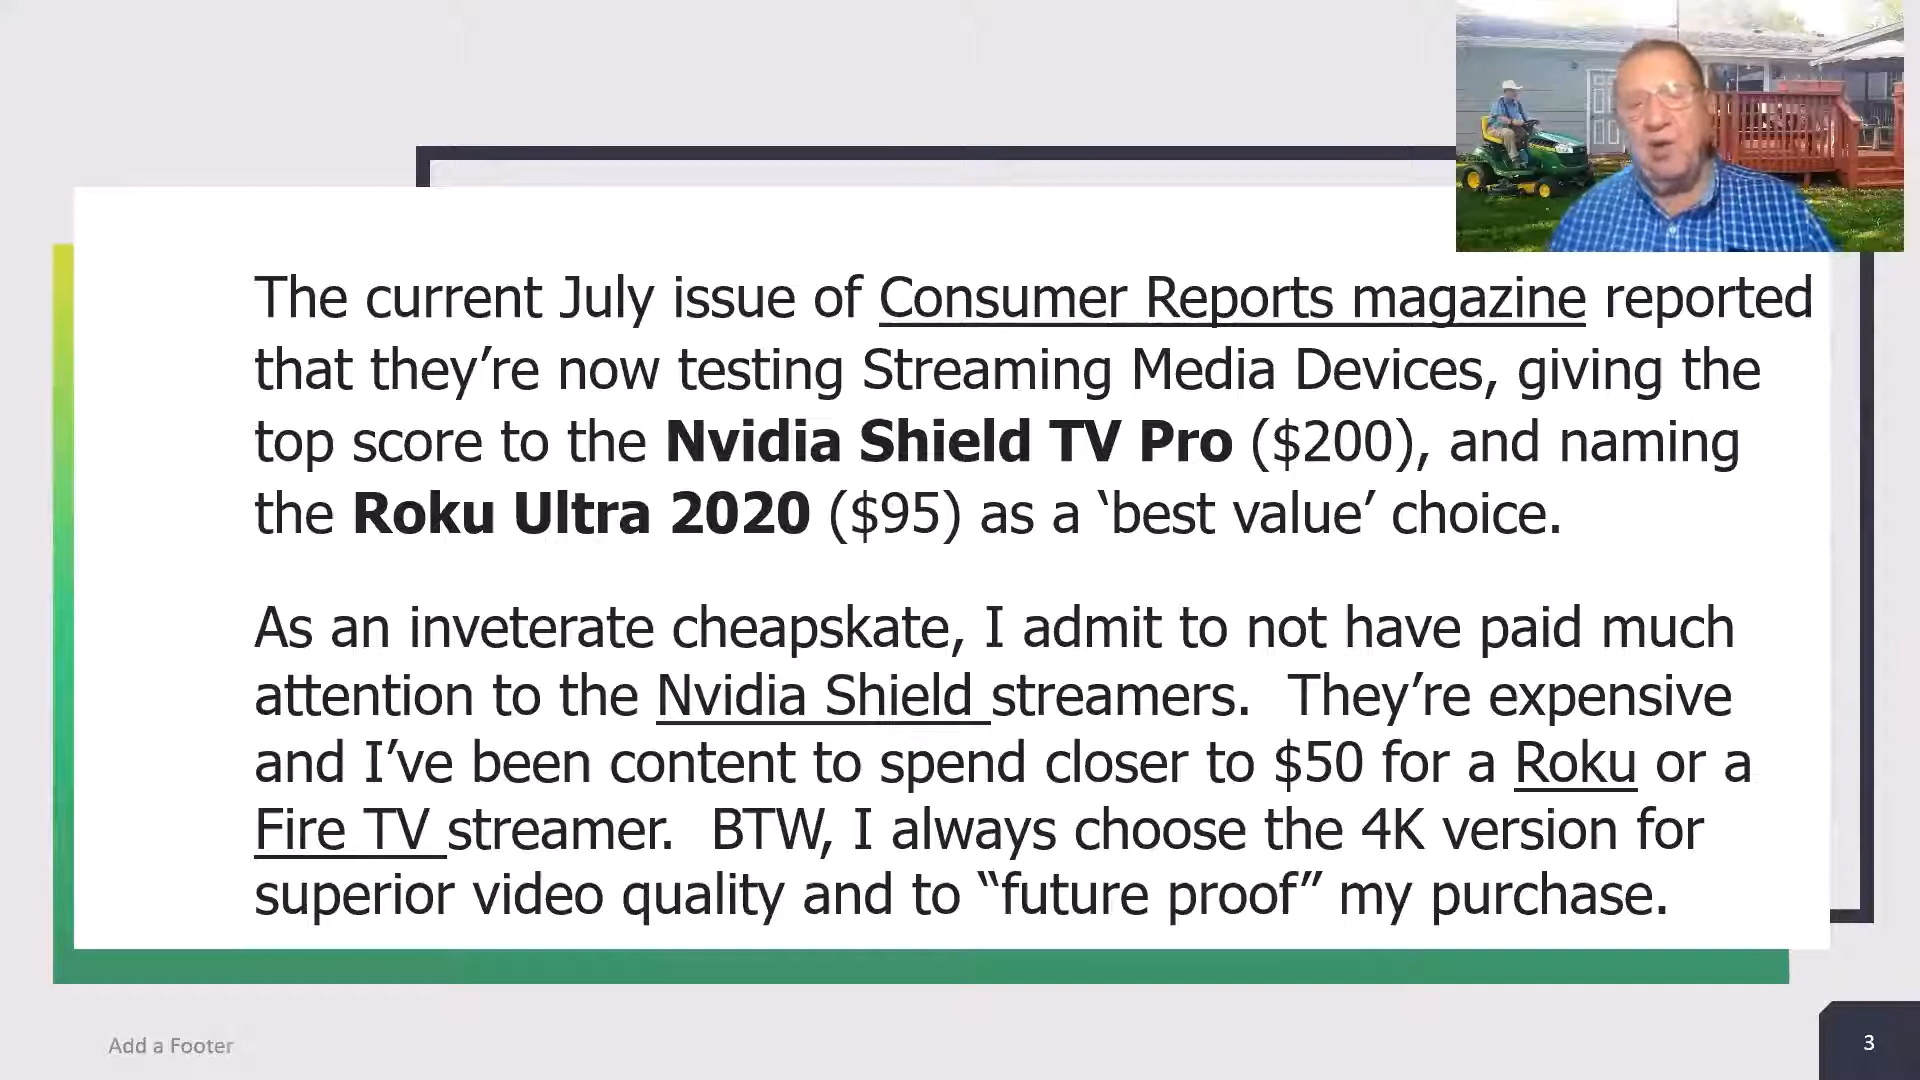 The current July issue of Consumer Reports magazine reported
that they’re now testing Streaming Media Devices, giving the
top score to the Nvidia Shield TV Pro ($200), and naming
the Roku Ultra 2020 ($95) as a ‘best value’ choice.
As an inveterate cheapskate, I admit to not have paid much
attention to the Nvidia Shield streamers.  They’re expensive
and I’ve been content to spend closer to $50 for a Roku or a
Fire TV streamer.  BTW, I always choose the 4K version for
superior video quality and to “future proof” my purchase.
Add a Footer
3